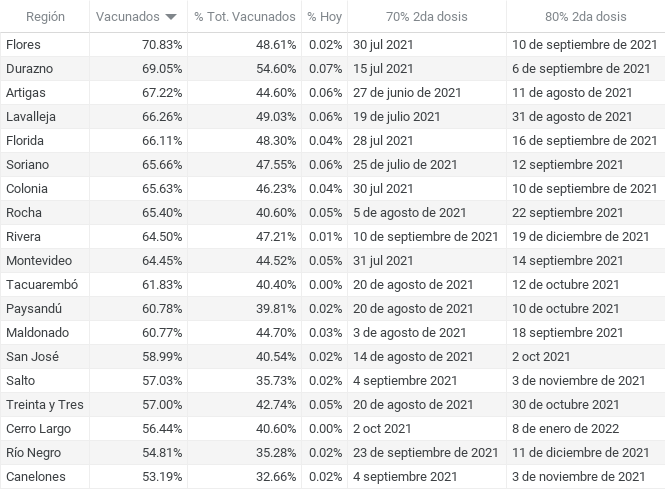 Región Vacunados % Tot. Vacunados % Hoy 70% 2da dosis 80% 2da dosis
Flores 70.83% 48.61% 0.02% 30 jul 2021 10 de septiembre de 2021
Durazno 69.05% 54.60% 0.07% 15 jul 2021 6 de septiembre de 2021
Artigas 67.22% 44.60% 0.06% 27 de junio de 2021 11 de agosto de 2021
Lavalleja 66.26% 49.03% 0.06% 19 de julio 2021 31 de agosto de 2021
Florida 66.11% 48.30% 0.04% 28 jul 2021 16 de septiembre de 2021
Soriano 65.66% 47.55% 0.06% 25 de julio de 2021 12 septiembre 2021
Colonia 65.63% 46.23% 0.04% 30 jul 2021 10 de septiembre de 2021
Rocha 65.40% 40.60% 0.05% 5 de agosto de 2021 22 septiembre 2021
Rivera 64.50% 47.21% 0.01% 10 de septiembre de 2021 19 de diciembre de 2021
Montevideo 64.45% 44.52% 0.05% 31 jul 2021 14 septiembre 2021
Tacuarembó 61.83% 40.40% 0.00% 20 de agosto de 2021 12 de octubre 2021
Paysandú 60.78% 39.81% 0.02% 20 de agosto de 2021 10 de octubre 2021
Maldonado 60.77% 44.70% 0.03% 3 de agosto de 2021 18 septiembre 2021
San José 58.99% 40.54% 0.02% 14 de agosto de 2021 2 oct 2021
Salto 57.03% 35.73% 0.02% 4 septiembre 2021 3 de noviembre de 2021
Treinta y Tres 57.00% 42.74% 0.05% 20 de agosto de 2021 30 de octubre 2021
Cerro Largo 56.44% 40.60% 0.00% 2 oct 2021 8 de enero de 2022
Río Negro 54.81% 35.28% 0.02% 23 de septiembre de 2021 11 de diciembre de 2021
Canelones 53.19% 32.66% 0.02% 4 septiembre 2021 3 de noviembre de 2021